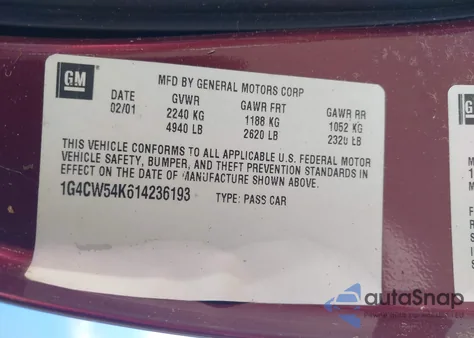 GM
MFD BY GENERAL MOTORS CORP
DATE GVWR GAWR FRT GAWR RR
02/01 2240 KG 1188 KG 1052 KG
4940 LB 2620 LB 2320 LB
THIS VEHICLE CONFORMS TO ALL APPLICABLE U.S. FEDERAL MOTOR
VEHICLE SAFETY, BUMPER, AND THEFT PREVENTION STANDARDS IN
EFFECT ON THE DATE OF MANUFACTURE SHOWN ABOVE.
1G4CW54K614236193 TYPE: PASS CAR
GM
autaSnap